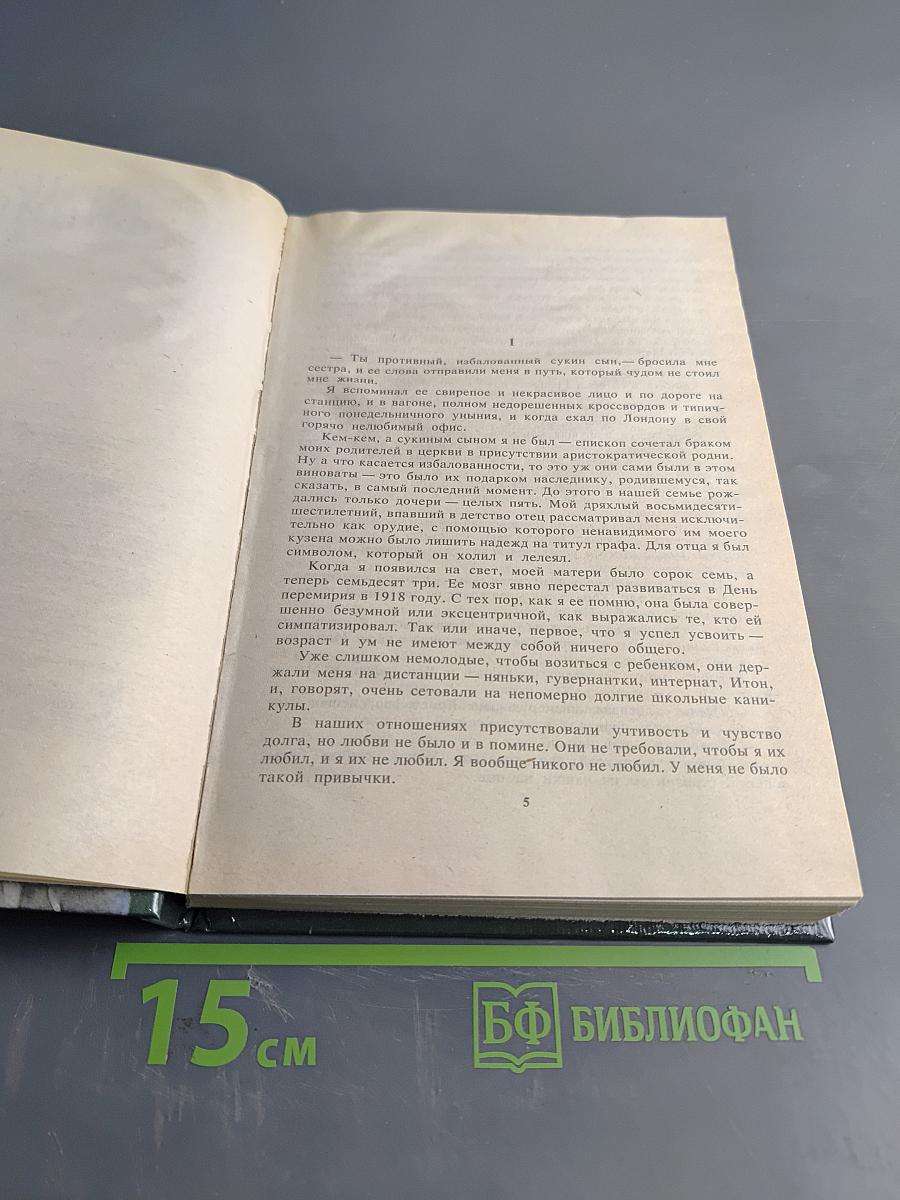 1
— Ты противный, избалованный сукин сын,— бросила мне
сестра, и ее слова отправили меня в путь, который чудом не стоил
мне жизни.
Я вспоминал ее свирепое и некрасивое лицо и по дороге на
станцию, и в вагоне, полном недорешенных кроссвордов и типич-
ного понедельничного уныния, и когда ехал по Лондону в свой
горячо нелюбимый офис.
Кем-кем, а сукиным сыном я не был — епископ сочетал браком
моих родителей в церкви в присутствии аристократической родни.
Ну а что касается избалованности, то это уж они сами были в этом
виноваты — это было их подарком наследнику, родившемуся, так
сказать, в самый последний момент. До этого в нашей семье рож-
дались только дочери — целых пять. Мой дряхлый восьмидесяти-
шестилетний, впавший в детство отец рассматривал меня исключи-
тельно как орудие, с помощью которого ненавидимого им моего
кузена можно было лишить надежд на титул графа. Для отца я был
символом, который он холил и лелеял.
Когда я появился на свет, моей матери было сорок семь, а
теперь семьдесят три. Ее мозг явно перестал развиваться в День
перемирия в 1918 году. С тех пор, как я ее помню, она была совер-
шенно безумной или эксцентричной, как выражались те, кто ей
симпатизировал. Так или иначе, первое, что я успел усвоить —
возраст и ум не имеют между собой ничего общего.
Уже слишком немолодые, чтобы возиться с ребенком, они дер-
жали меня на дистанции — няньки, гувернантки, интернат, Итон,
и, говорят, очень сетовали на непомерно долгие школьные кани-
кулы.
В наших отношениях присутствовали учтивость и чувство
долга, но любви не было и в помине. Они не требовали, чтобы я их
любил, и я их не любил. Я вообще никого не любил. У меня не было
такой привычки.
5
15 см
БФ БИБЛИОФАН